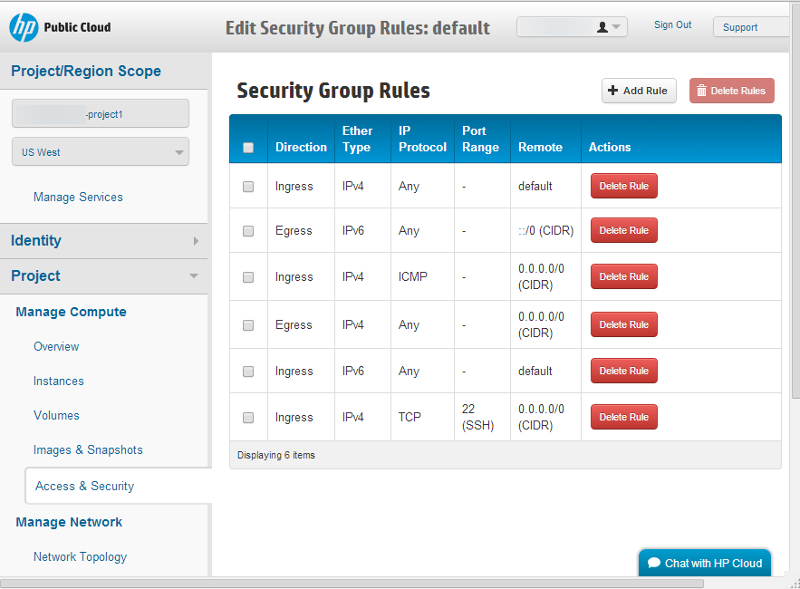 hp Public Cloud
Edit Security Group Rules: default
Sign Out
Support
Project/Region Scope
-project1
US West
Manage Services
Identity
Project
Manage Compute
Overview
Instances
Volumes
Images & Snapshots
Access & Security
Manage Network
Network Topology
Security Group Rules
Add Rule
Delete Rules
Direction
Ether
Type
IP
Protocol
Port
Range
Remote
Actions
Ingress IPv4 Any - default Delete Rule
Egress IPv6 Any - ::/0 (CIDR) Delete Rule
Ingress IPv4 ICMP - 0.0.0.0/0
(CIDR) Delete Rule
Egress IPv4 Any - 0.0.0.0/0
(CIDR) Delete Rule
Ingress IPv6 Any - default Delete Rule
Ingress IPv4 TCP 22
(SSH) 0.0.0.0/0
(CIDR) Delete Rule
Displaying 6 items
Chat with HP Cloud